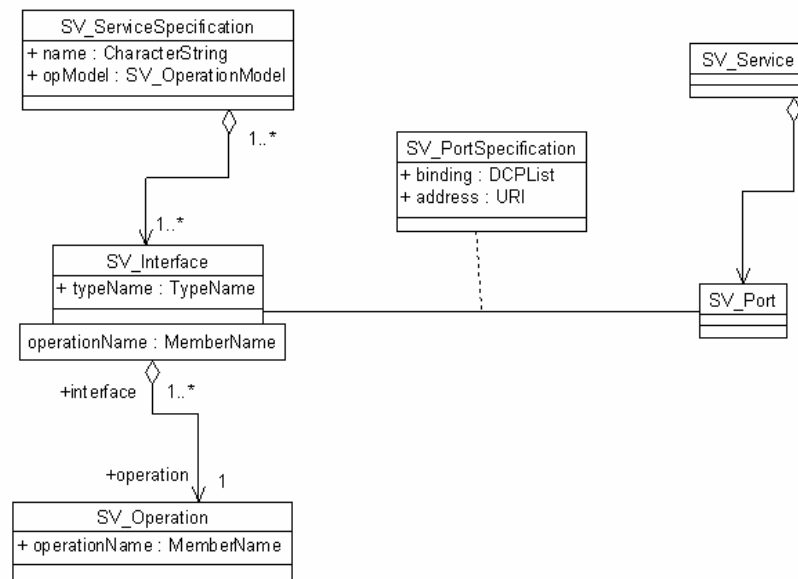 SV_ServiceSpecification
+ name : CharacterString
+ opModel : SV_OperationModel
1..*
1..*
SV_Service
SV_PortSpecification
+ binding : DCPList
+ address : URI
SV_Interface
+ typeName : TypeName
operationName : MemberName
SV_Port
+interface
1..*
+operation
1
SV_Operation
+ operationName : MemberName